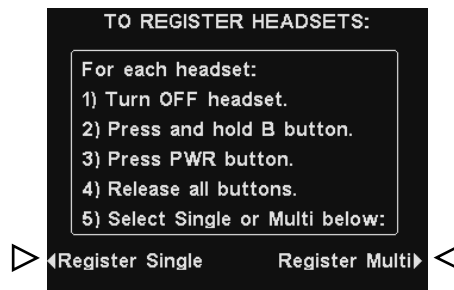 TO REGISTER HEADSETS:
For each headset:
1) Turn OFF headset.
2) Press and hold B button.
3) Press PWR button.
4) Release all buttons.
5) Select Single or Multi below:
◀Register Single Register Multi▶